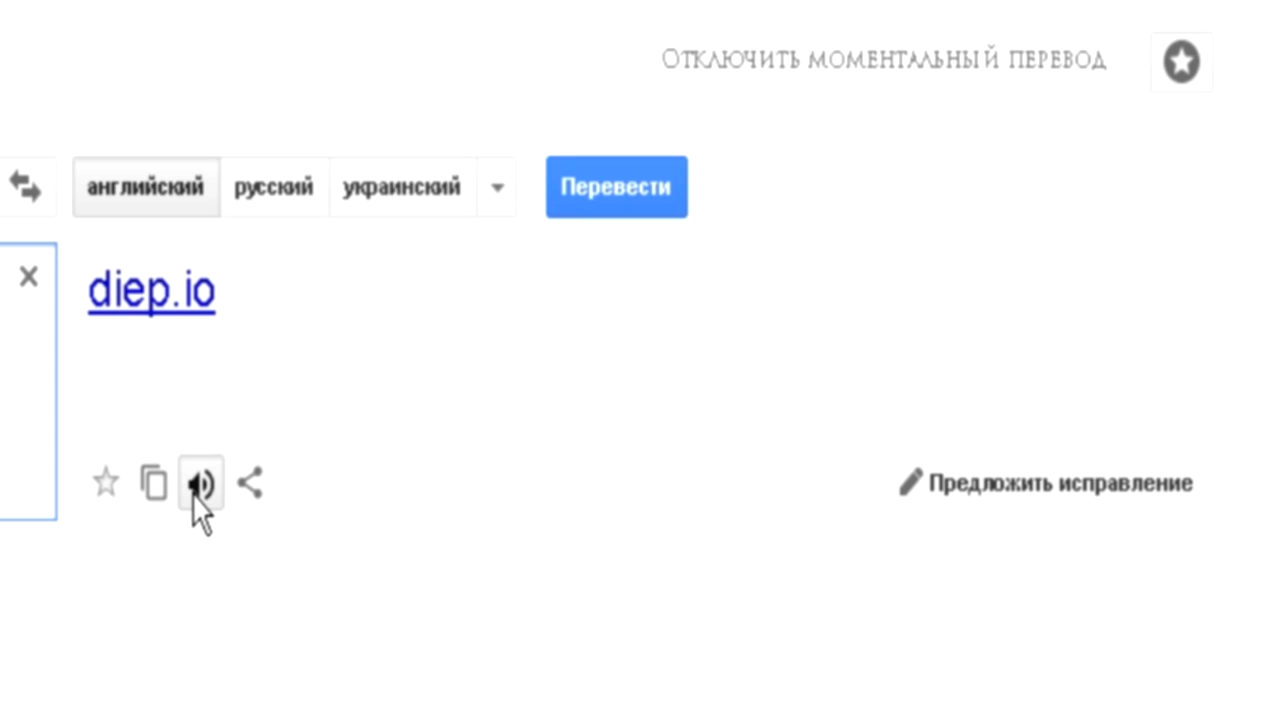 Отключить моментальный перевод
английский русский украинский Перевести
diep.io
Предложить исправление